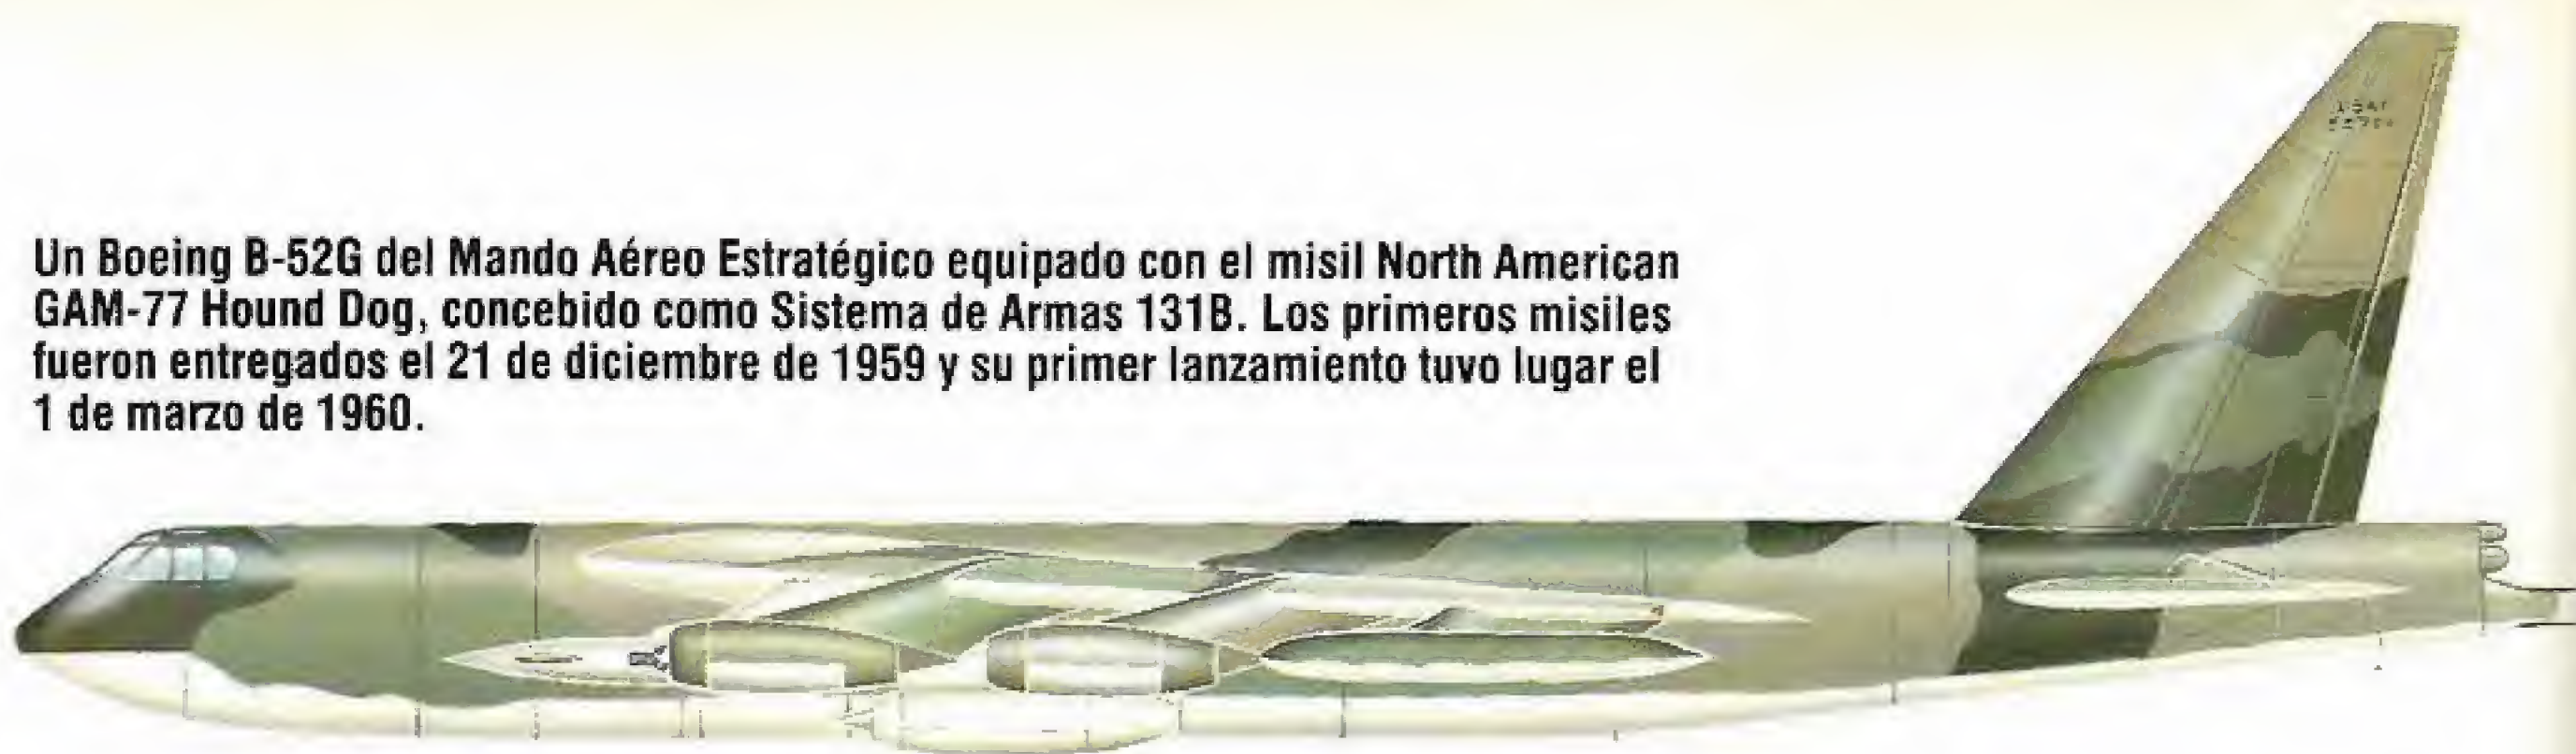 Un Boeing B-52G del Mando Aéreo Estratégico equipado con el misil North American
GAM-77 Hound Dog, concebido como Sistema de Armas 131B. Los primeros misiles
fueron entregados el 21 de diciembre de 1959 y su primer lanzamiento tuvo lugar el
1 de marzo de 1960.